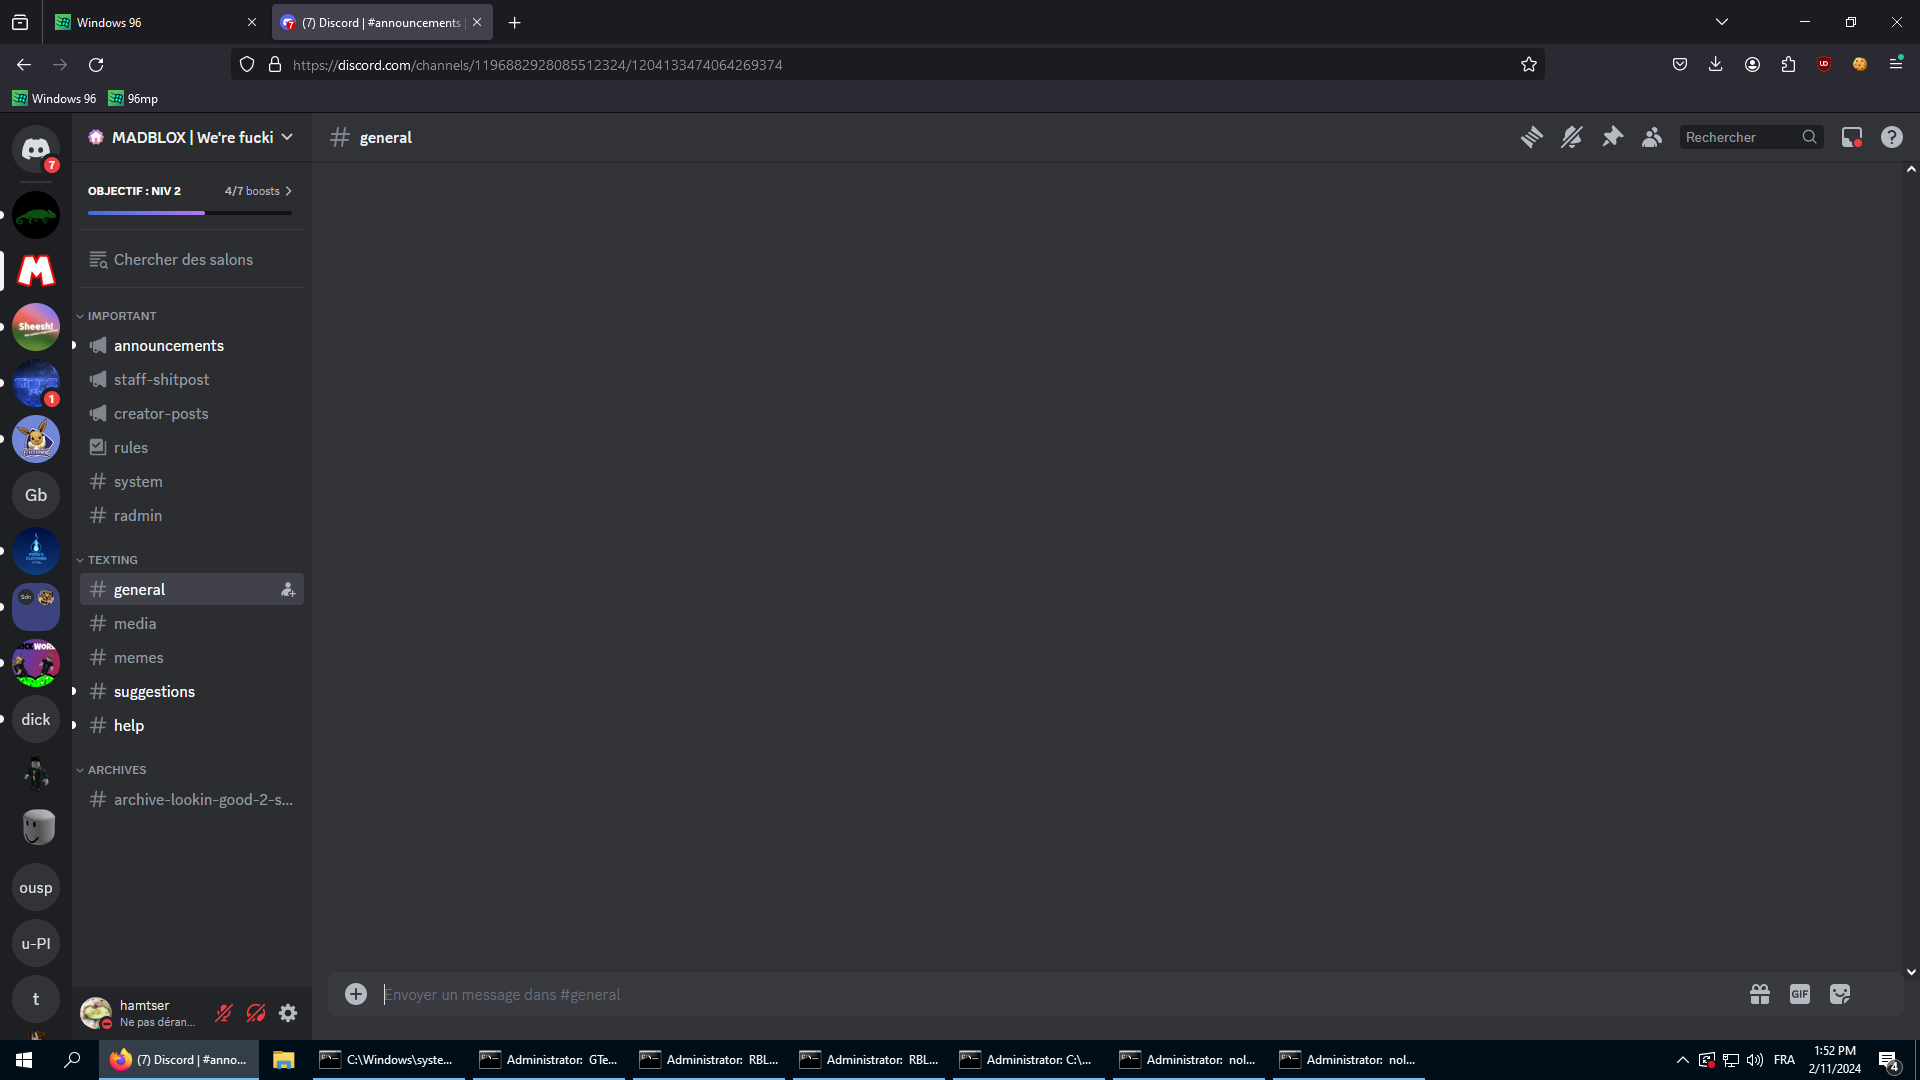 Windows 96
(7) Discord | #announcements |
https://discord.com/channels/1196882928085512324/1204133474064269374
Windows 96
96mp
7
MADBLOX | We're fucki
# general
Rechercher
OBJECTIF : NIV 2
4/7 boosts
Chercher des salons
IMPORTANT
announcements
staff-shitpost
creator-posts
rules
system
radmin
TEXTING
general
media
memes
suggestions
help
ARCHIVES
archive-lookin-good-2-s...
Sheesh!
1
Gb
Sdn
dick
ousp
u-PI
t
hamtser
Ne pas déran...
Envoyer un message dans #general
GIF
(7) Discord | #anno...
C:\Windows\syste...
Administrator: GTe...
Administrator: RBL...
Administrator: RBL...
Administrator: C:\...
Administrator: nol...
Administrator: nol...
FRA
1:52 PM
2/11/2024
4